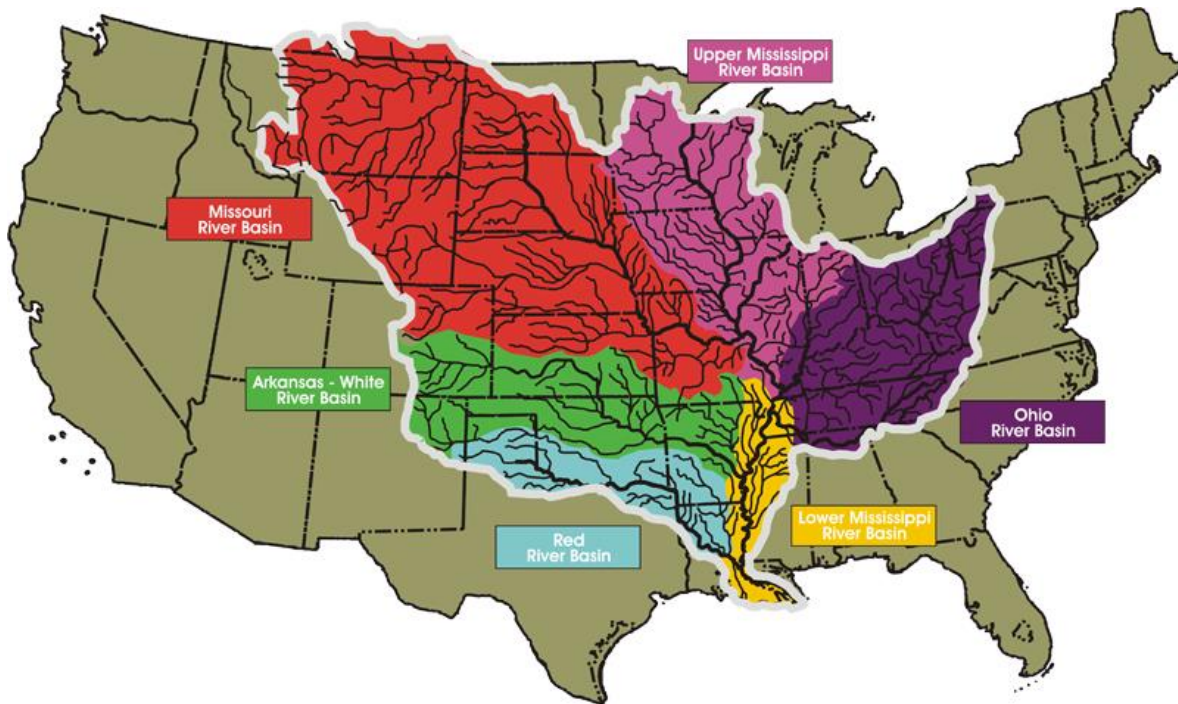 Upper Mississippi
River Basin
Missouri
River Basin
Arkansas - White
River Basin
Ohio
River Basin
Lower Mississippi
River Basin
Red
River Basin